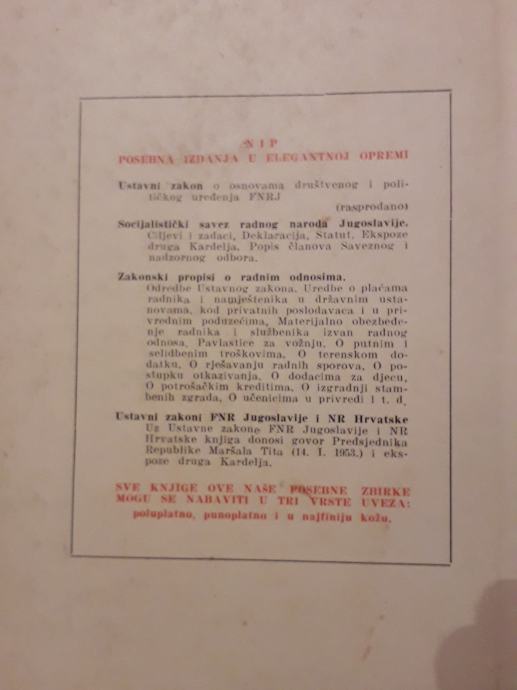 NIP
POSEBNA IZDANJA U ELEGANTNOJ OPREMI
Ustavni zakon o osnovama društvenog i poli-
tičkog uređenja FNRJ
(rasprodano)
Socijalistički savez radnog naroda Jugoslavije.
Ciljevi i zadaci, Deklaracija, Statut, Ekspoze
druga Kardelja. Popis članova Saveznog i
nadzornog odbora.
Zakonski propisi o radnim odnosima.
Odredbe Ustavnog zakona. Uredbe o plaćama
radnika i namještenika u državnim usta-
novama, kod privatnih poslodavaca i u pri-
vrednim poduzećima, Materijalno obezbeđe-
nje radnika i službenika izvan radnog
odnosa. Pavlastice za vožnju. O putnim i
selidbenim troškovima. O terenskom do-
datku. O rješavanju radnih sporova. O po-
stupku otkazivanja. O dodacima za djecu,
O potrošačkim kreditima. O izgradnji stam-
benih zgrada, O učenicima u privredi i t. d.
Ustavni zakoni FNR Jugoslavije i NR Hrvatske
Uz Ustavne zakone FNR Jugoslavije i NR
Hrvatske knjiga donosi govor Predsjednika
Republike Maršala Tita (14. I. 1953.) i eks-
poze druga Kardelja.
SVE KNJIGE OVE NAŠE POSEBNE ZBIRKE
MOGU SE NABAVITI U TRI VRSTE UVEZA:
poluplatno, punoplatno i u najfiniju kožu.